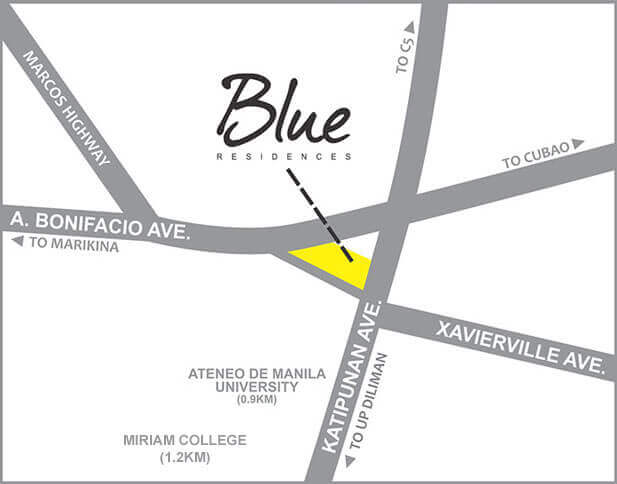 MARCOS HIGHWAY
Blue
RESIDENCES
TO C5
TO CUBAO
A. BONIFACIO AVE.
TO MARIKINA
XAVIERVILLE AVE.
KATIPUNAN AVE.
TO UP DILIMAN
ATENEO DE MANILA
UNIVERSITY
(0.9KM)
MIRIAM COLLEGE
(1.2KM)